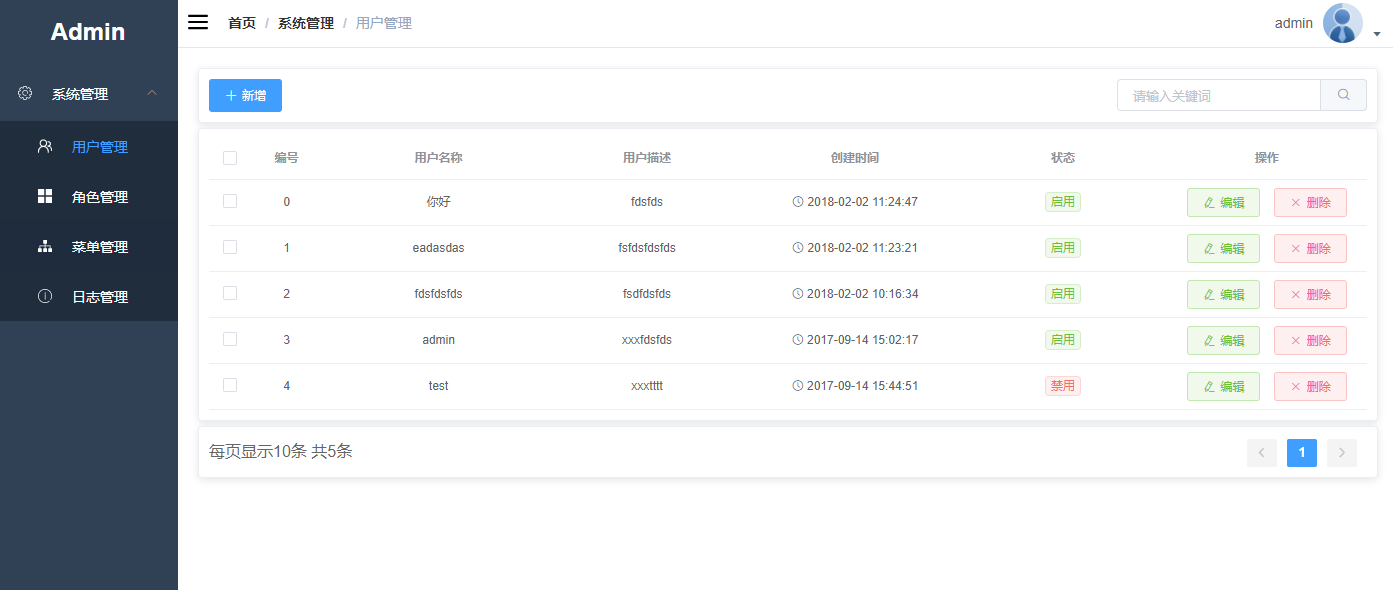 Admin
首页 / 系统管理 / 用户管理
admin
系统管理
用户管理
角色管理
菜单管理
日志管理
新增
请输入关键词
编号 用户名称 用户描述 创建时间 状态 操作
0 你好 fdsfds 2018-02-02 11:24:47 启用 编辑 删除
1 eadasdas fsfdsfdsfds 2018-02-02 11:23:21 启用 编辑 删除
2 fdsfdsfds fsdfdsfds 2018-02-02 10:16:34 启用 编辑 删除
3 admin xxxfdsfds 2017-09-14 15:02:17 启用 编辑 删除
4 test xxxtttt 2017-09-14 15:44:51 禁用 编辑 删除
每页显示10条 共5条
1